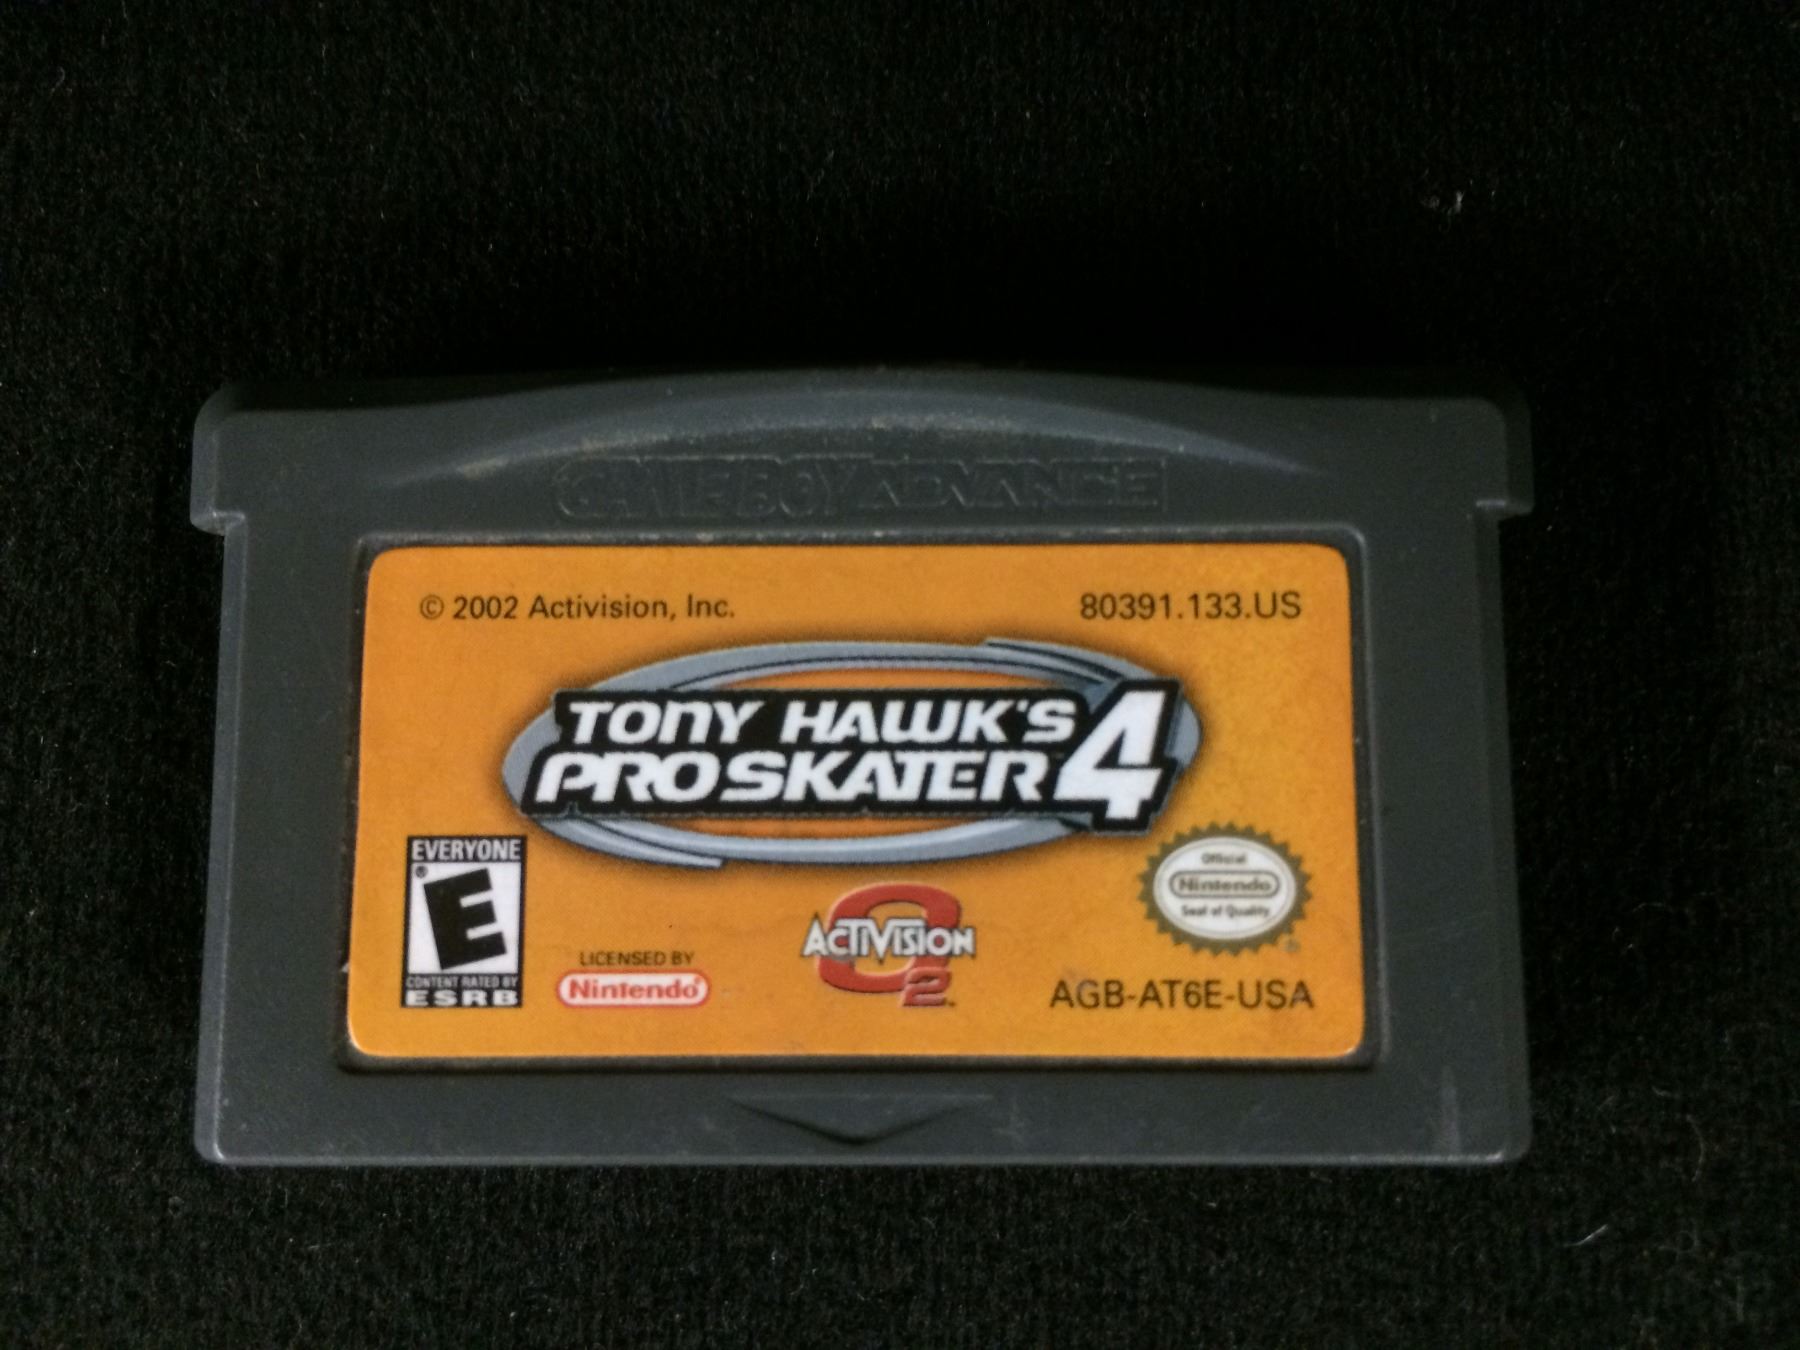 GAME BOY ADVANCE
© 2002 Activision, Inc.
80391.133.US
TONY HAWK'S
PRO SKATER 4
EVERYONE
E
CONTENT RATED BY
ESRB
LICENSED BY
Nintendo®
ACTIVISION
O2™
Official
Nintendo
Seal of Quality
AGB-AT6E-USA